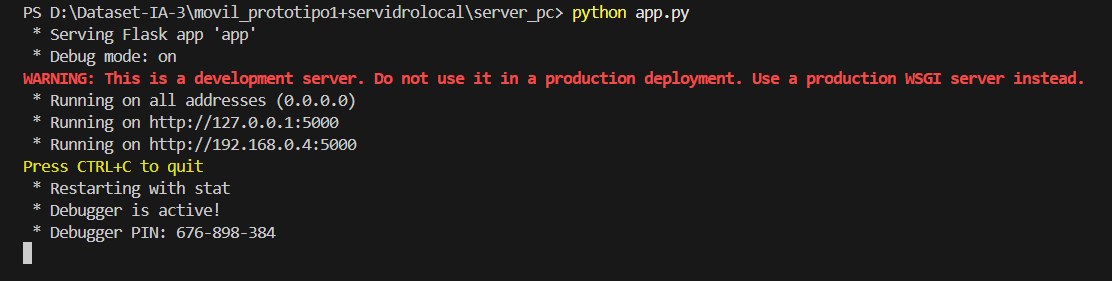 PS D:\Dataset-IA-3\movil_prototipo1+servidrolocal\server_pc> python app.py
* Serving Flask app 'app'
* Debug mode: on
WARNING: This is a development server. Do not use it in a production deployment. Use a production WSGI server instead.
* Running on all addresses (0.0.0.0)
* Running on http://127.0.0.1:5000
* Running on http://192.168.0.4:5000
Press CTRL+C to quit
* Restarting with stat
* Debugger is active!
* Debugger PIN: 676-898-384